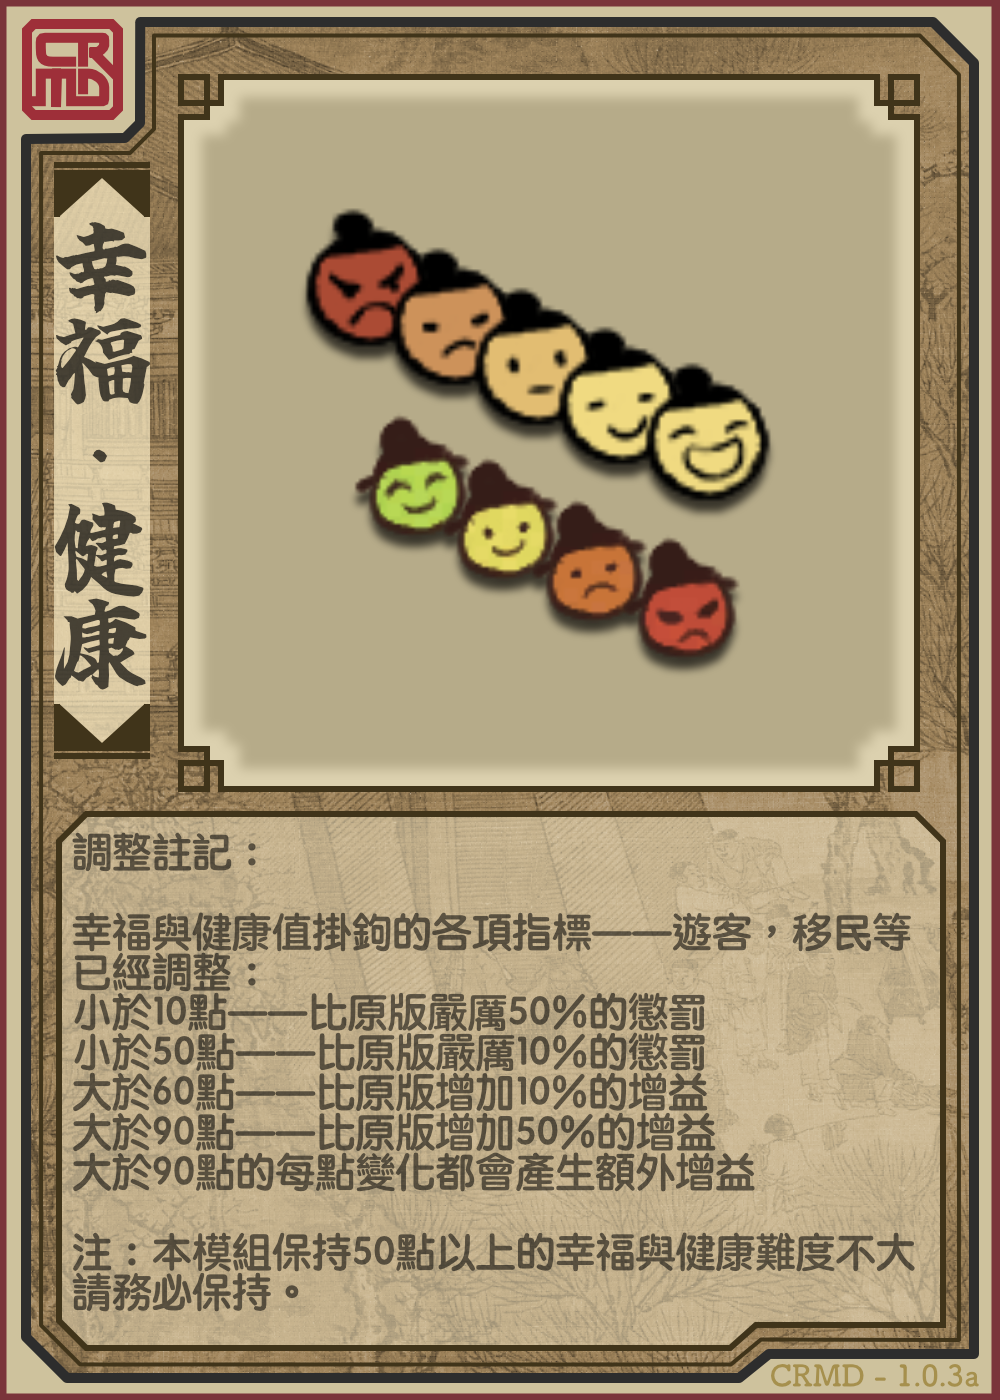 CRMD
幸福·健康
調整註記：
幸福與健康值掛鉤的各項指標——遊客，移民等
已經調整：
小於10點——比原版嚴厲50%的懲罰
小於50點——比原版嚴厲10%的懲罰
大於60點——比原版增加10%的增益
大於90點——比原版增加50%的增益
大於90點的每點變化都會產生額外增益
注：本模組保持50點以上的幸福與健康難度不大
請務必保持。
CRMD - 1.0.3a